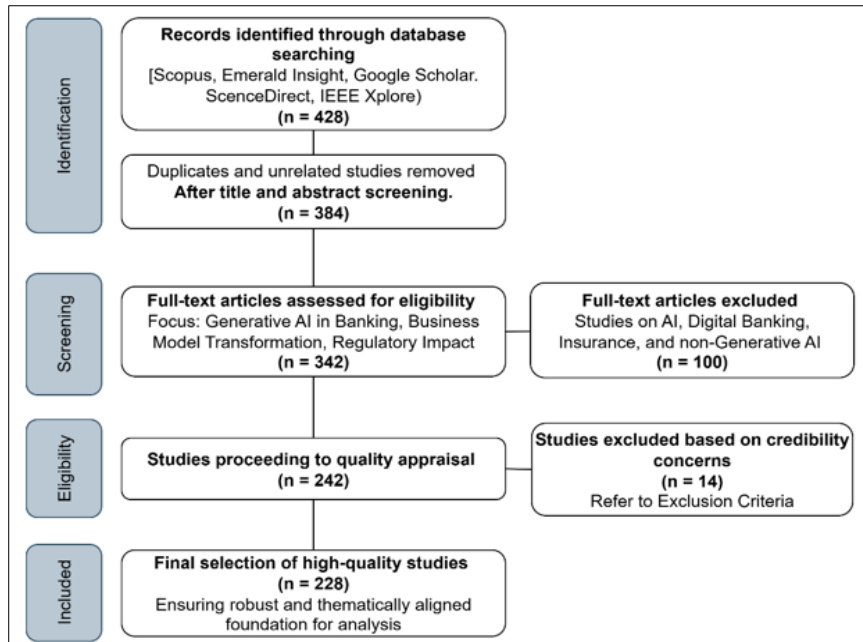 Identification
Records identified through database
searching
[Scopus, Emerald Insight, Google Scholar.
ScenceDirect, IEEE Xplore)
(n = 428)
Duplicates and unrelated studies removed
After title and abstract screening.
(n = 384)
Screening
Full-text articles assessed for eligibility
Focus: Generative AI in Banking, Business
Model Transformation, Regulatory Impact
(n = 342)
Full-text articles excluded
Studies on AI, Digital Banking,
Insurance, and non-Generative AI
(n = 100)
Eligibility
Studies proceeding to quality appraisal
(n = 242)
Studies excluded based on credibility
concerns
(n = 14)
Refer to Exclusion Criteria
Included
Final selection of high-quality studies
(n = 228)
Ensuring robust and thematically aligned
foundation for analysis